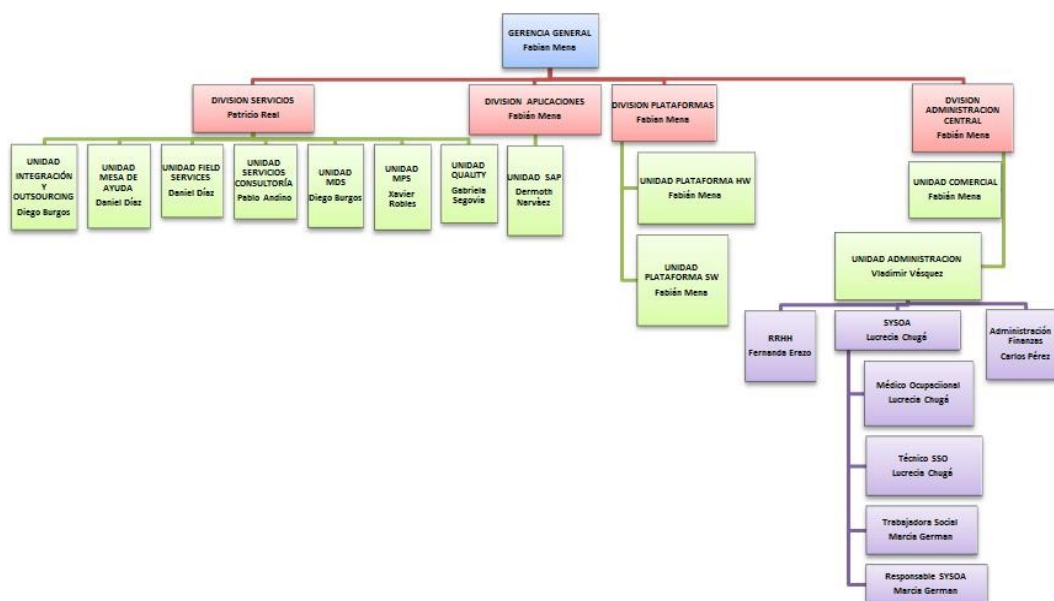 GERENCIA GENERAL
Fabian Mena
DIVISION SERVICIOS
Patricio Real
DIVISION APLICACIONES
Fabián Mena
DIVISION PLATAFORMAS
Fabian Mena
DVISION
ADMINISTRACION
CENTRAL
Fabián Mena
UNIDAD
INTEGRACIÓN
Y
OUTSOURCING
Diego Burgos
UNIDAD
MESA DE
AYUDA
Daniel Díaz
UNIDAD FIELD
SERVICES
Daniel Díaz
UNIDAD
SERVICIOS
CONSULTORÍA
Pablo Andino
UNIDAD
MDS
Diego Burgos
UNIDAD
MPS
Xavier
Robles
UNIDAD
QUALITY
Gabriela
Segovia
UNIDAD SAP
Dermoth
Narváez
UNIDAD PLATAFORMA HW
Fabián Mena
UNIDAD COMERCIAL
Fabián Mena
UNIDAD
PLATAFORMA SW
Fabián Mena
UNIDAD ADMINISTRACION
Vladimir Vásquez
RRHH
Fernanda Erazo
SYSOA
Lucrecia Chugá
Administración
Finanzas
Carlos Pérez
Médico Ocupaciional
Lucrecia Chugá
Técnico SSO
Lucrecia Chugá
Trabajadora Social
Marcia German
Responsable SYSOA
Marcia German